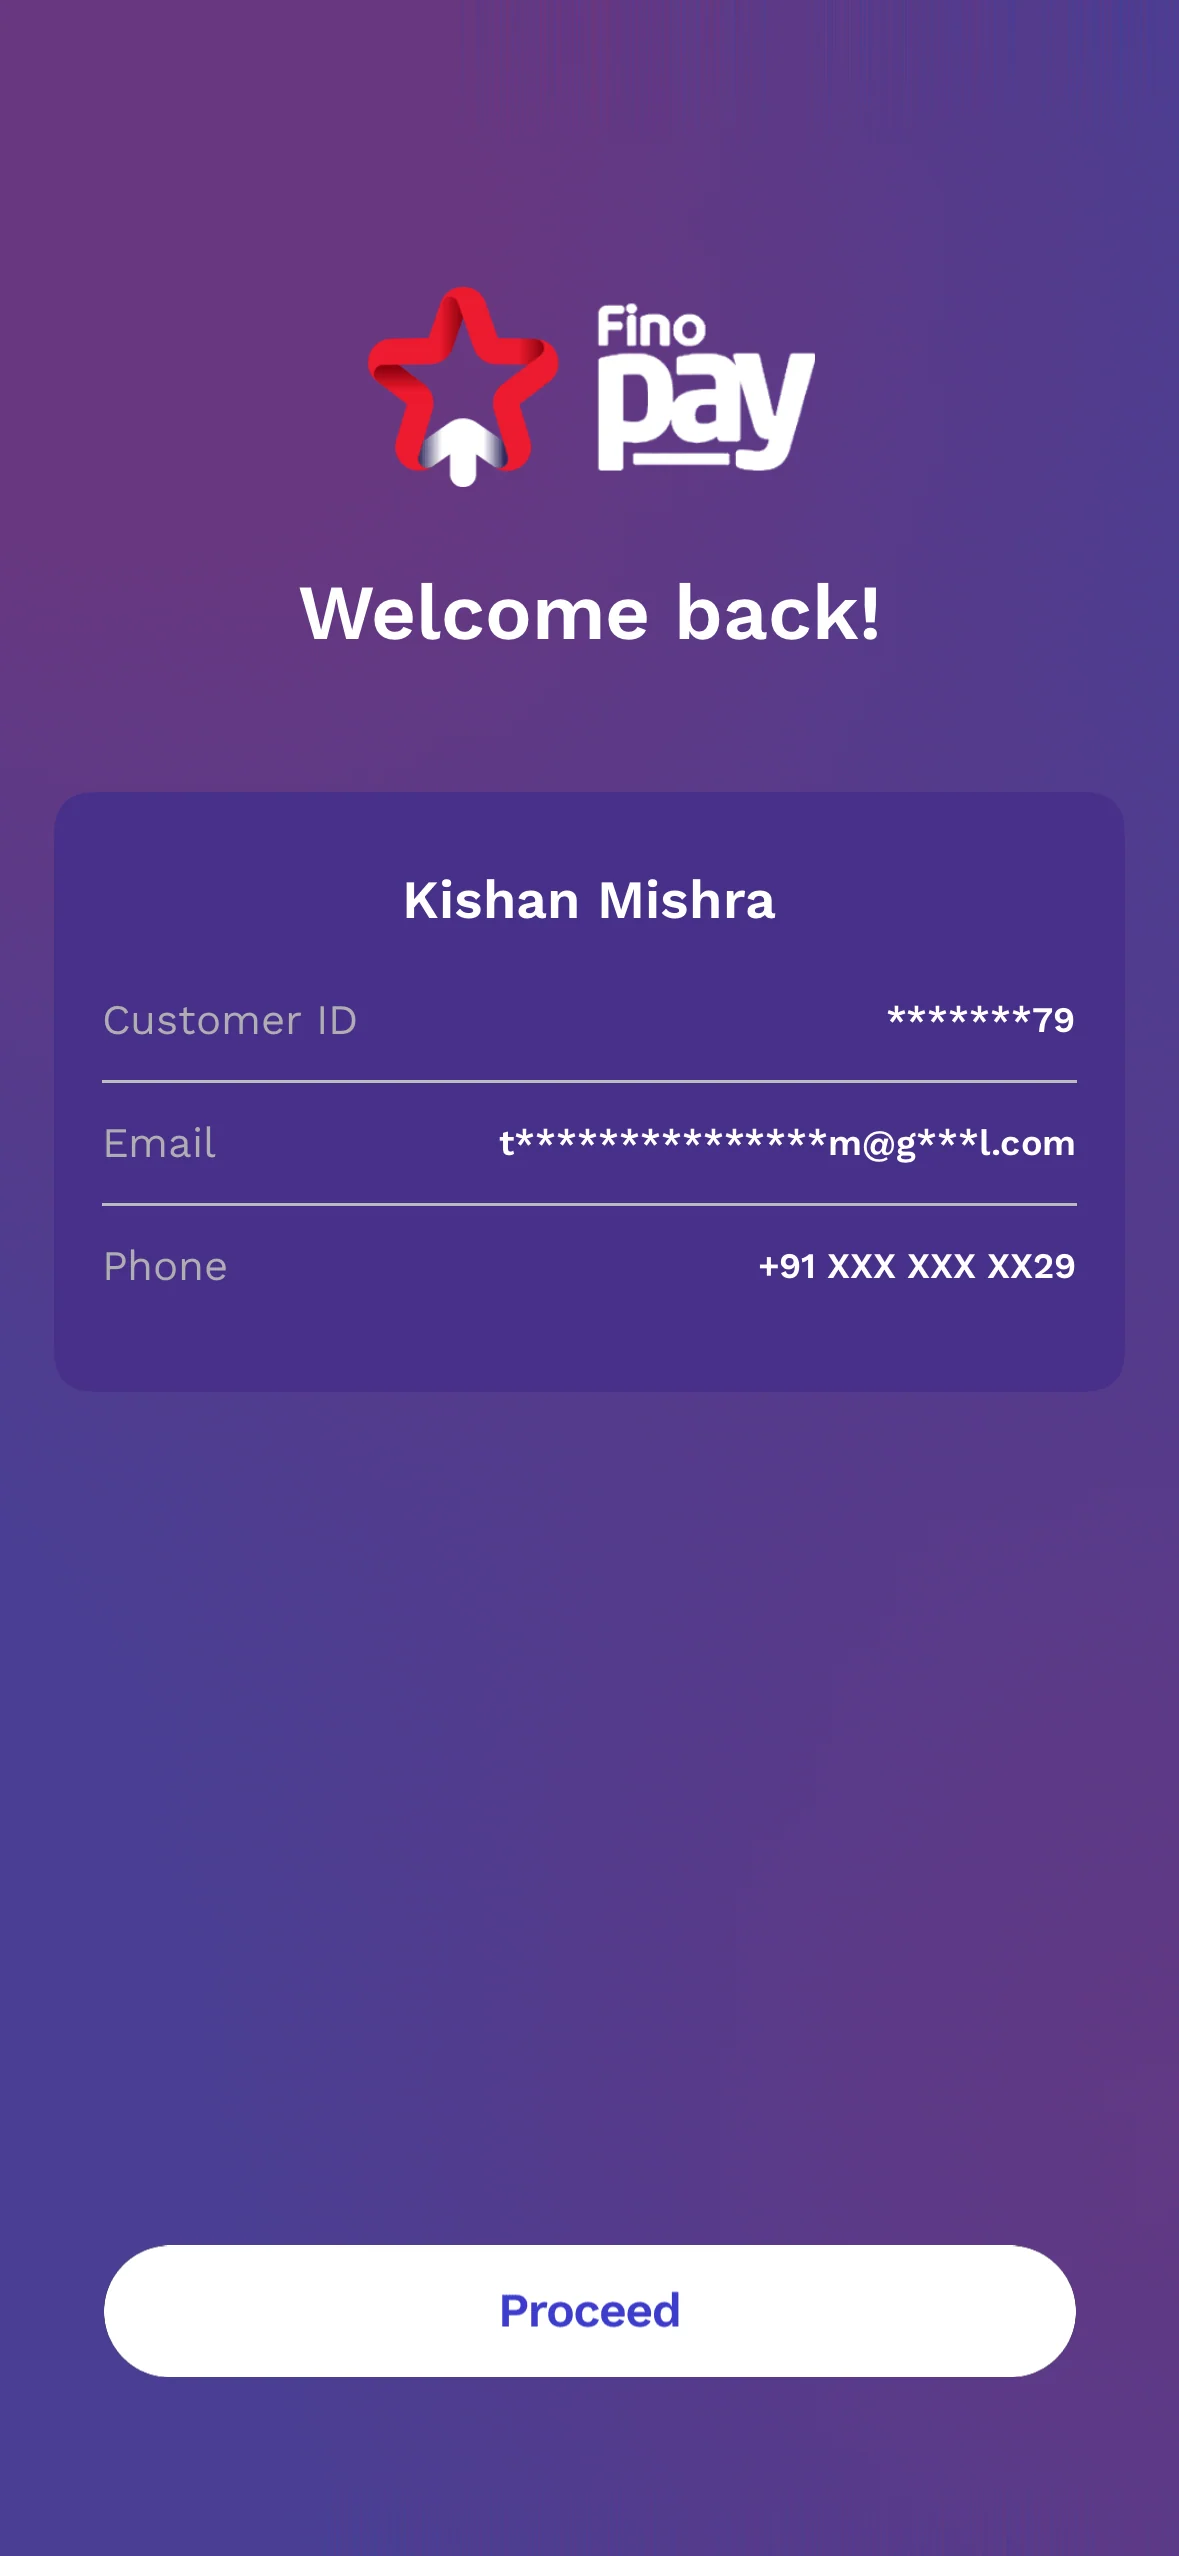 Fino
pay
Welcome back!
Kishan Mishra
Customer ID *******79
Email t***************m@g***l.com
Phone +91 XXX XXX XX29
Proceed